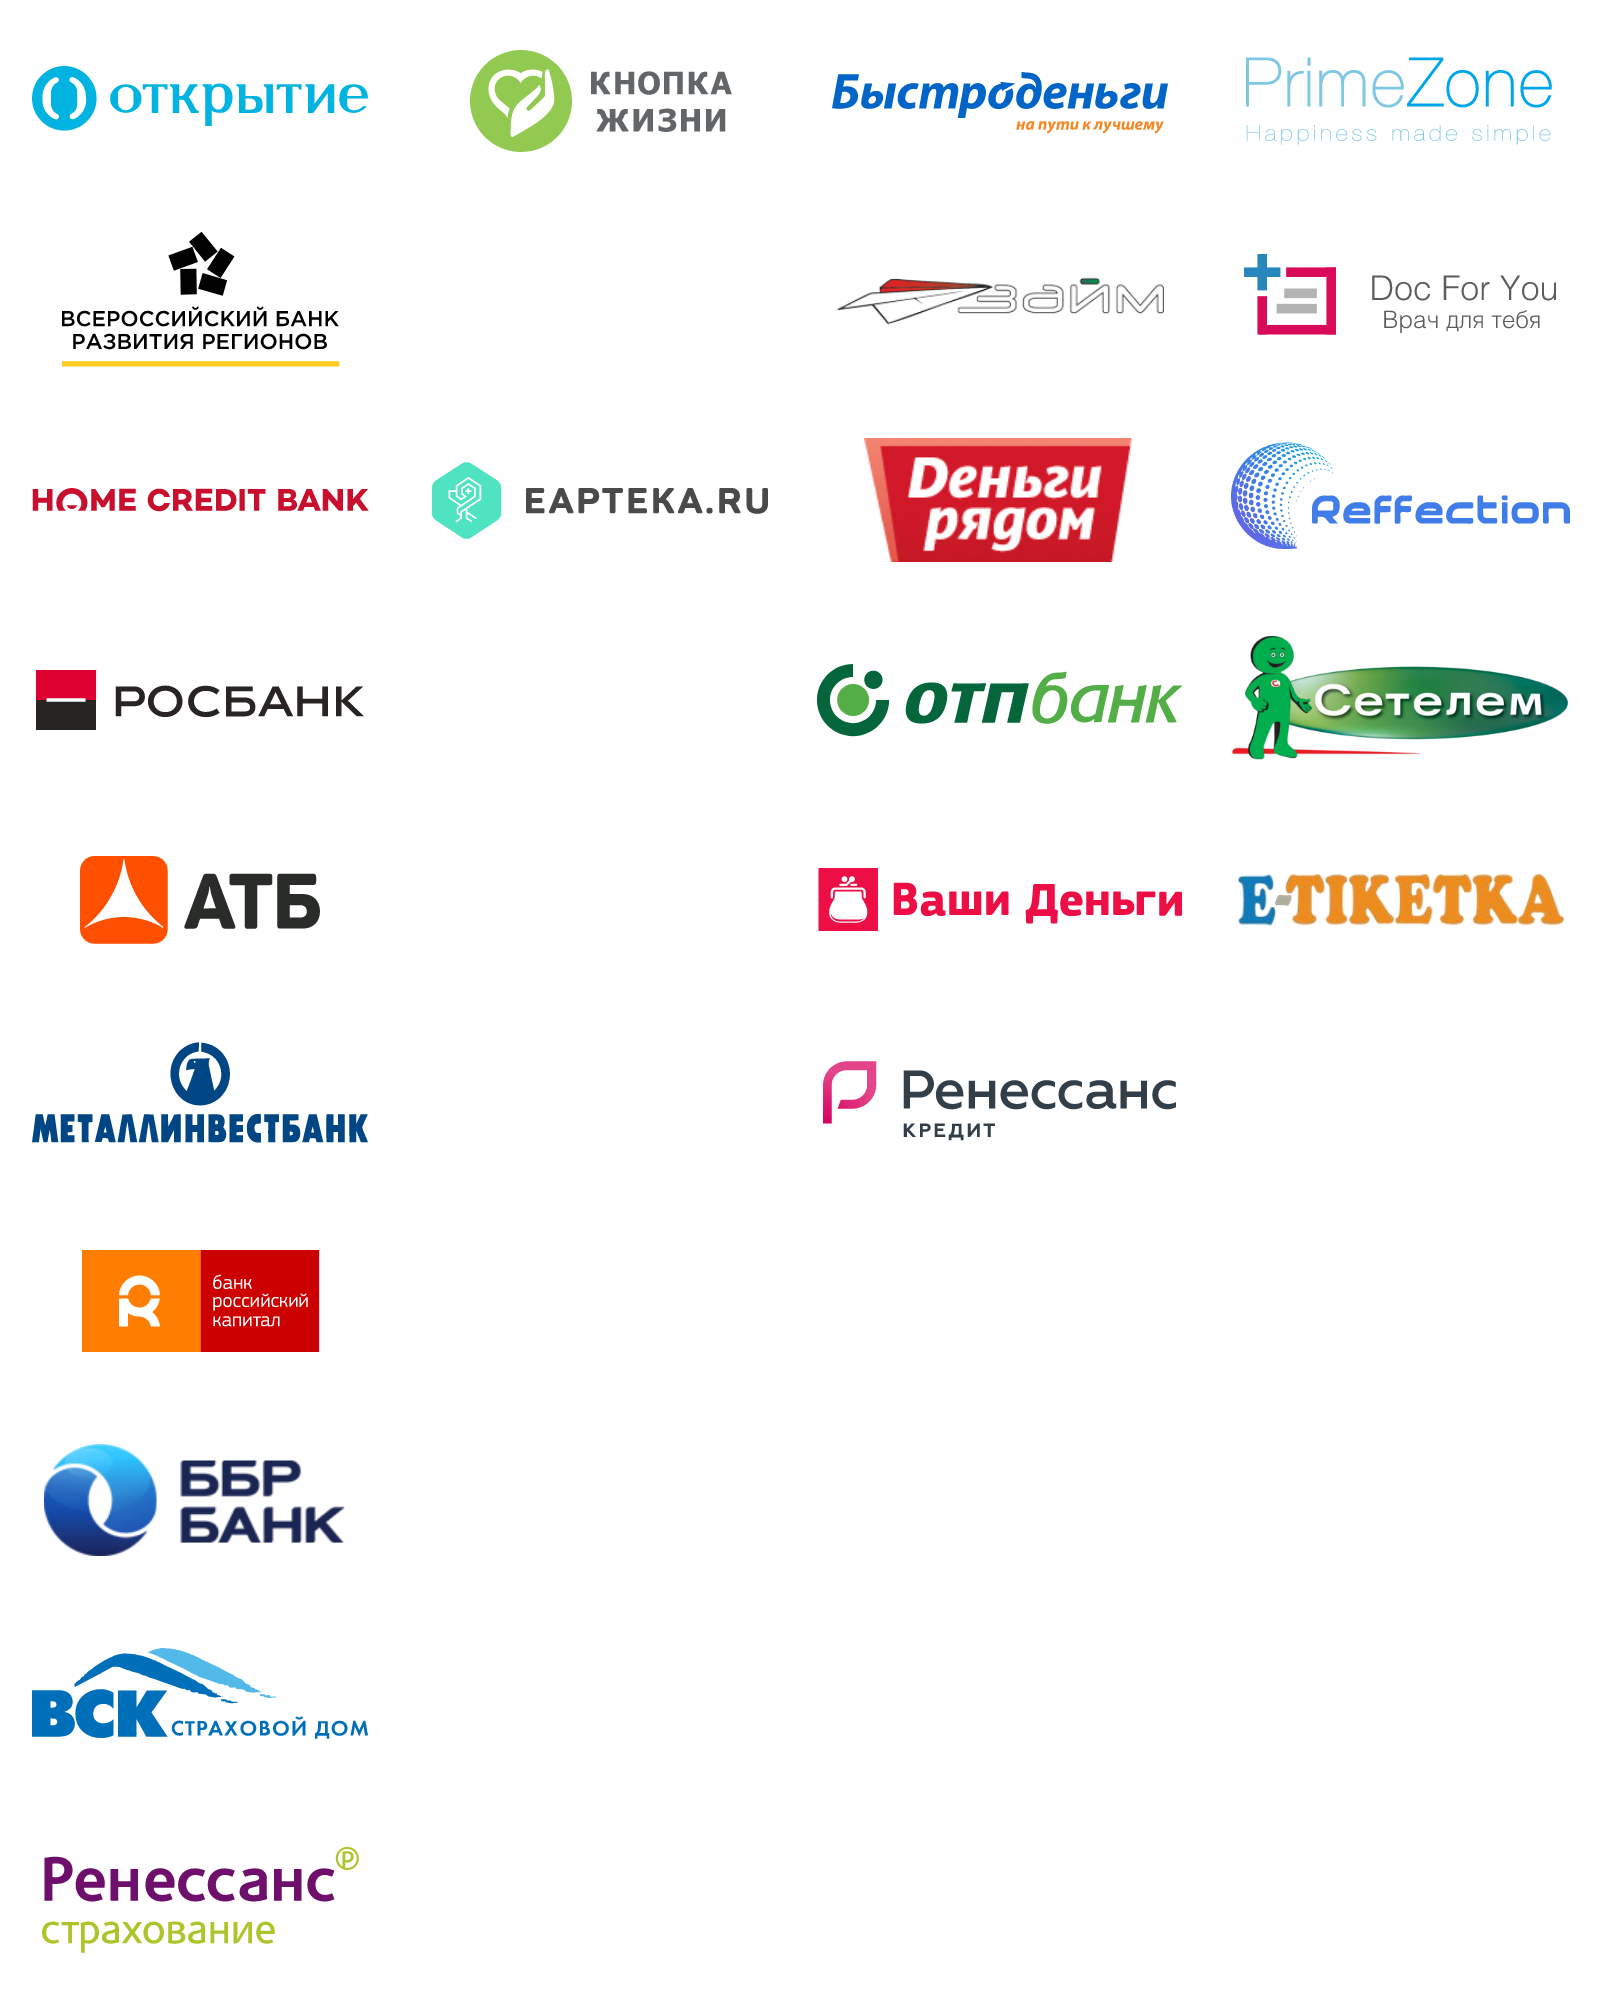 открытие
КНОПКА
ЖИЗНИ
Быстроденьги
на пути к лучшему
PrimeZone
Happiness made simple
ВСЕРОССИЙСКИЙ БАНК
РАЗВИТИЯ РЕГИОНОВ
займ
Doc For You
Врач для тебя
HOME CREDIT BANK
EAPTEKA.RU
Деньги
рядом
Reffection
РОСБАНК
отпбанк
Сетелем
АТБ
Ваши Деньги
E-TIKETKA
МЕТАЛЛИНВЕСТБАНК
Ренессанс
КРЕДИТ
банк
российский
капитал
ББР
БАНК
ВСК СТРАХОВОЙ ДОМ
Ренессанс
страхование